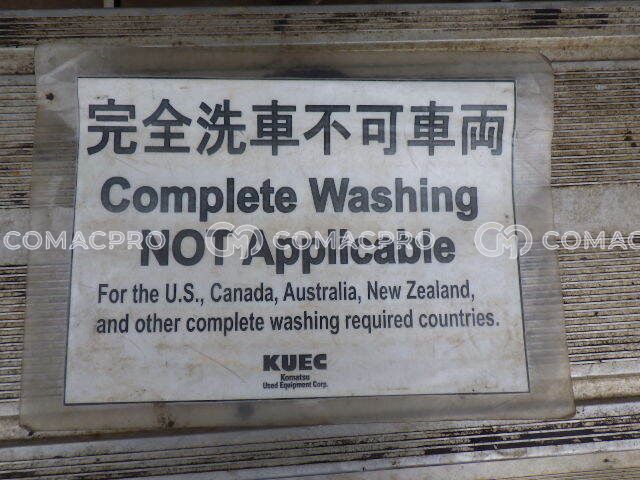 完全洗車不可車両
Complete Washing
NOT Applicable
COMACPRO COMACPRO COMAC
For the U.S., Canada, Australia, New Zealand,
and other complete washing required countries.
KUEC
Komatsu
Used Equipment Corp.